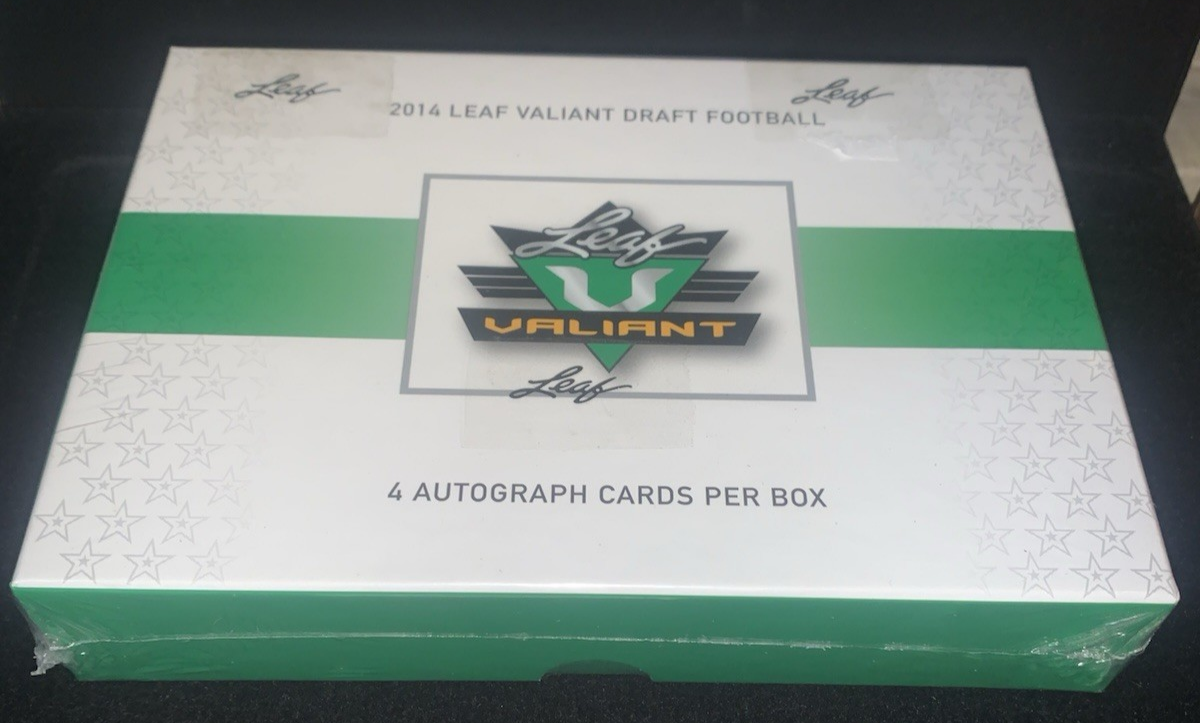 Leaf
Leaf
2014 LEAF VALIANT DRAFT FOOTBALL
Leaf
V
VALIANT
Leaf
4 AUTOGRAPH CARDS PER BOX